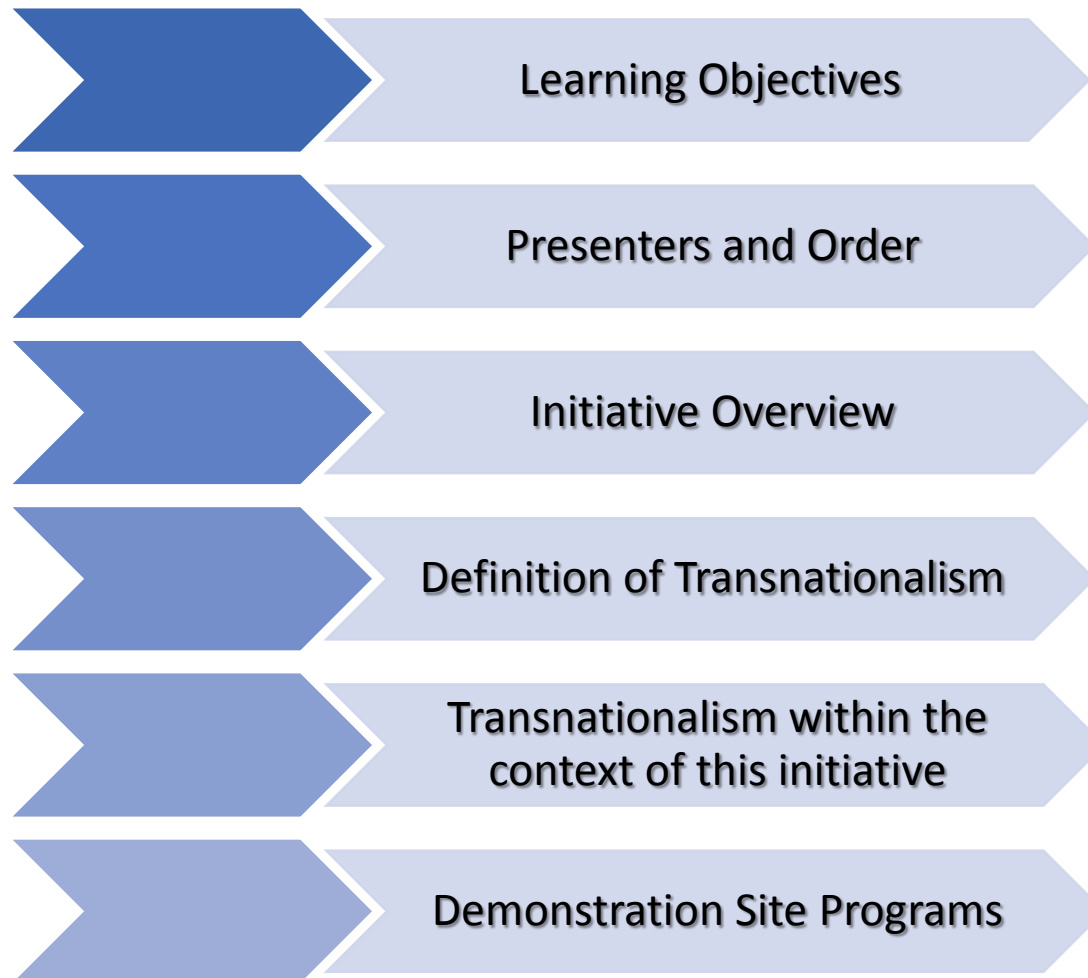 Learning Objectives
Presenters and Order
Initiative Overview
Definition of Transnationalism
Transnationalism within the
context of this initiative
Demonstration Site Programs